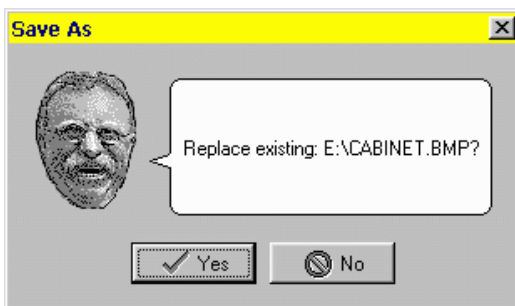 Save As
Replace existing: E:\CABINET.BMP?
Yes
No